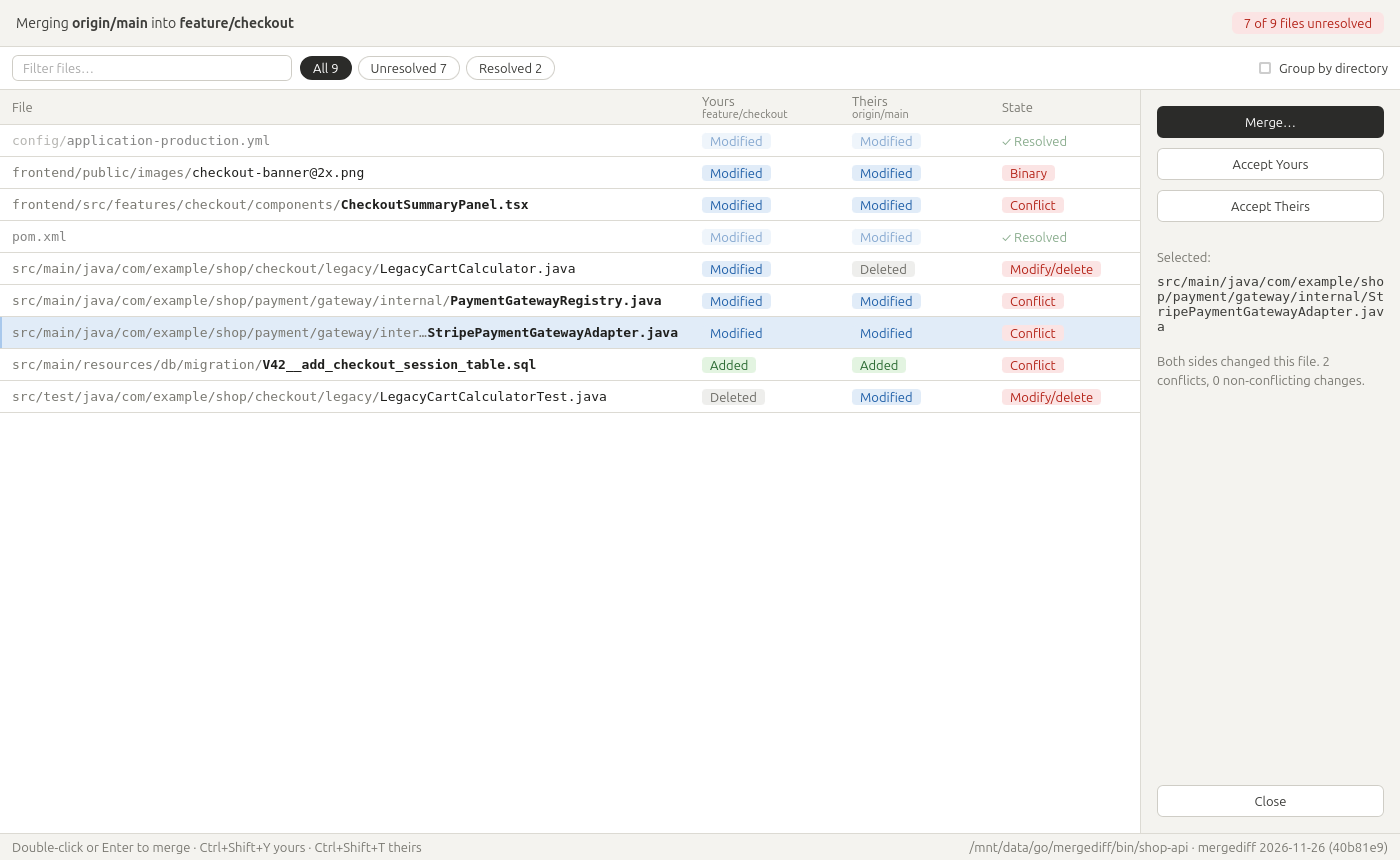 Merging origin/main into feature/checkout
7 of 9 files unresolved
Filter files…
All 9
Unresolved 7
Resolved 2
Group by directory
File
Yours
feature/checkout
Theirs
origin/main
State
config/application-production.yml Modified Modified ✓ Resolved
frontend/public/images/checkout-banner@2x.png Modified Modified Binary
frontend/src/features/checkout/components/CheckoutSummaryPanel.tsx Modified Modified Conflict
pom.xml Modified Modified ✓ Resolved
src/main/java/com/example/shop/checkout/legacy/LegacyCartCalculator.java Modified Deleted Modify/delete
src/main/java/com/example/shop/payment/gateway/internal/PaymentGatewayRegistry.java Modified Modified Conflict
src/main/java/com/example/shop/payment/gateway/inter…StripePaymentGatewayAdapter.java Modified Modified Conflict
src/main/resources/db/migration/V42__add_checkout_session_table.sql Added Added Conflict
src/test/java/com/example/shop/checkout/legacy/LegacyCartCalculatorTest.java Deleted Modified Modify/delete
Merge…
Accept Yours
Accept Theirs
Selected:
src/main/java/com/example/sho
p/payment/gateway/internal/St
ripePaymentGatewayAdapter.jav
a
Both sides changed this file. 2
conflicts, 0 non-conflicting changes.
Close
Double-click or Enter to merge · Ctrl+Shift+Y yours · Ctrl+Shift+T theirs
/mnt/data/go/mergediff/bin/shop-api · mergediff 2026-11-26 (40b81e9)